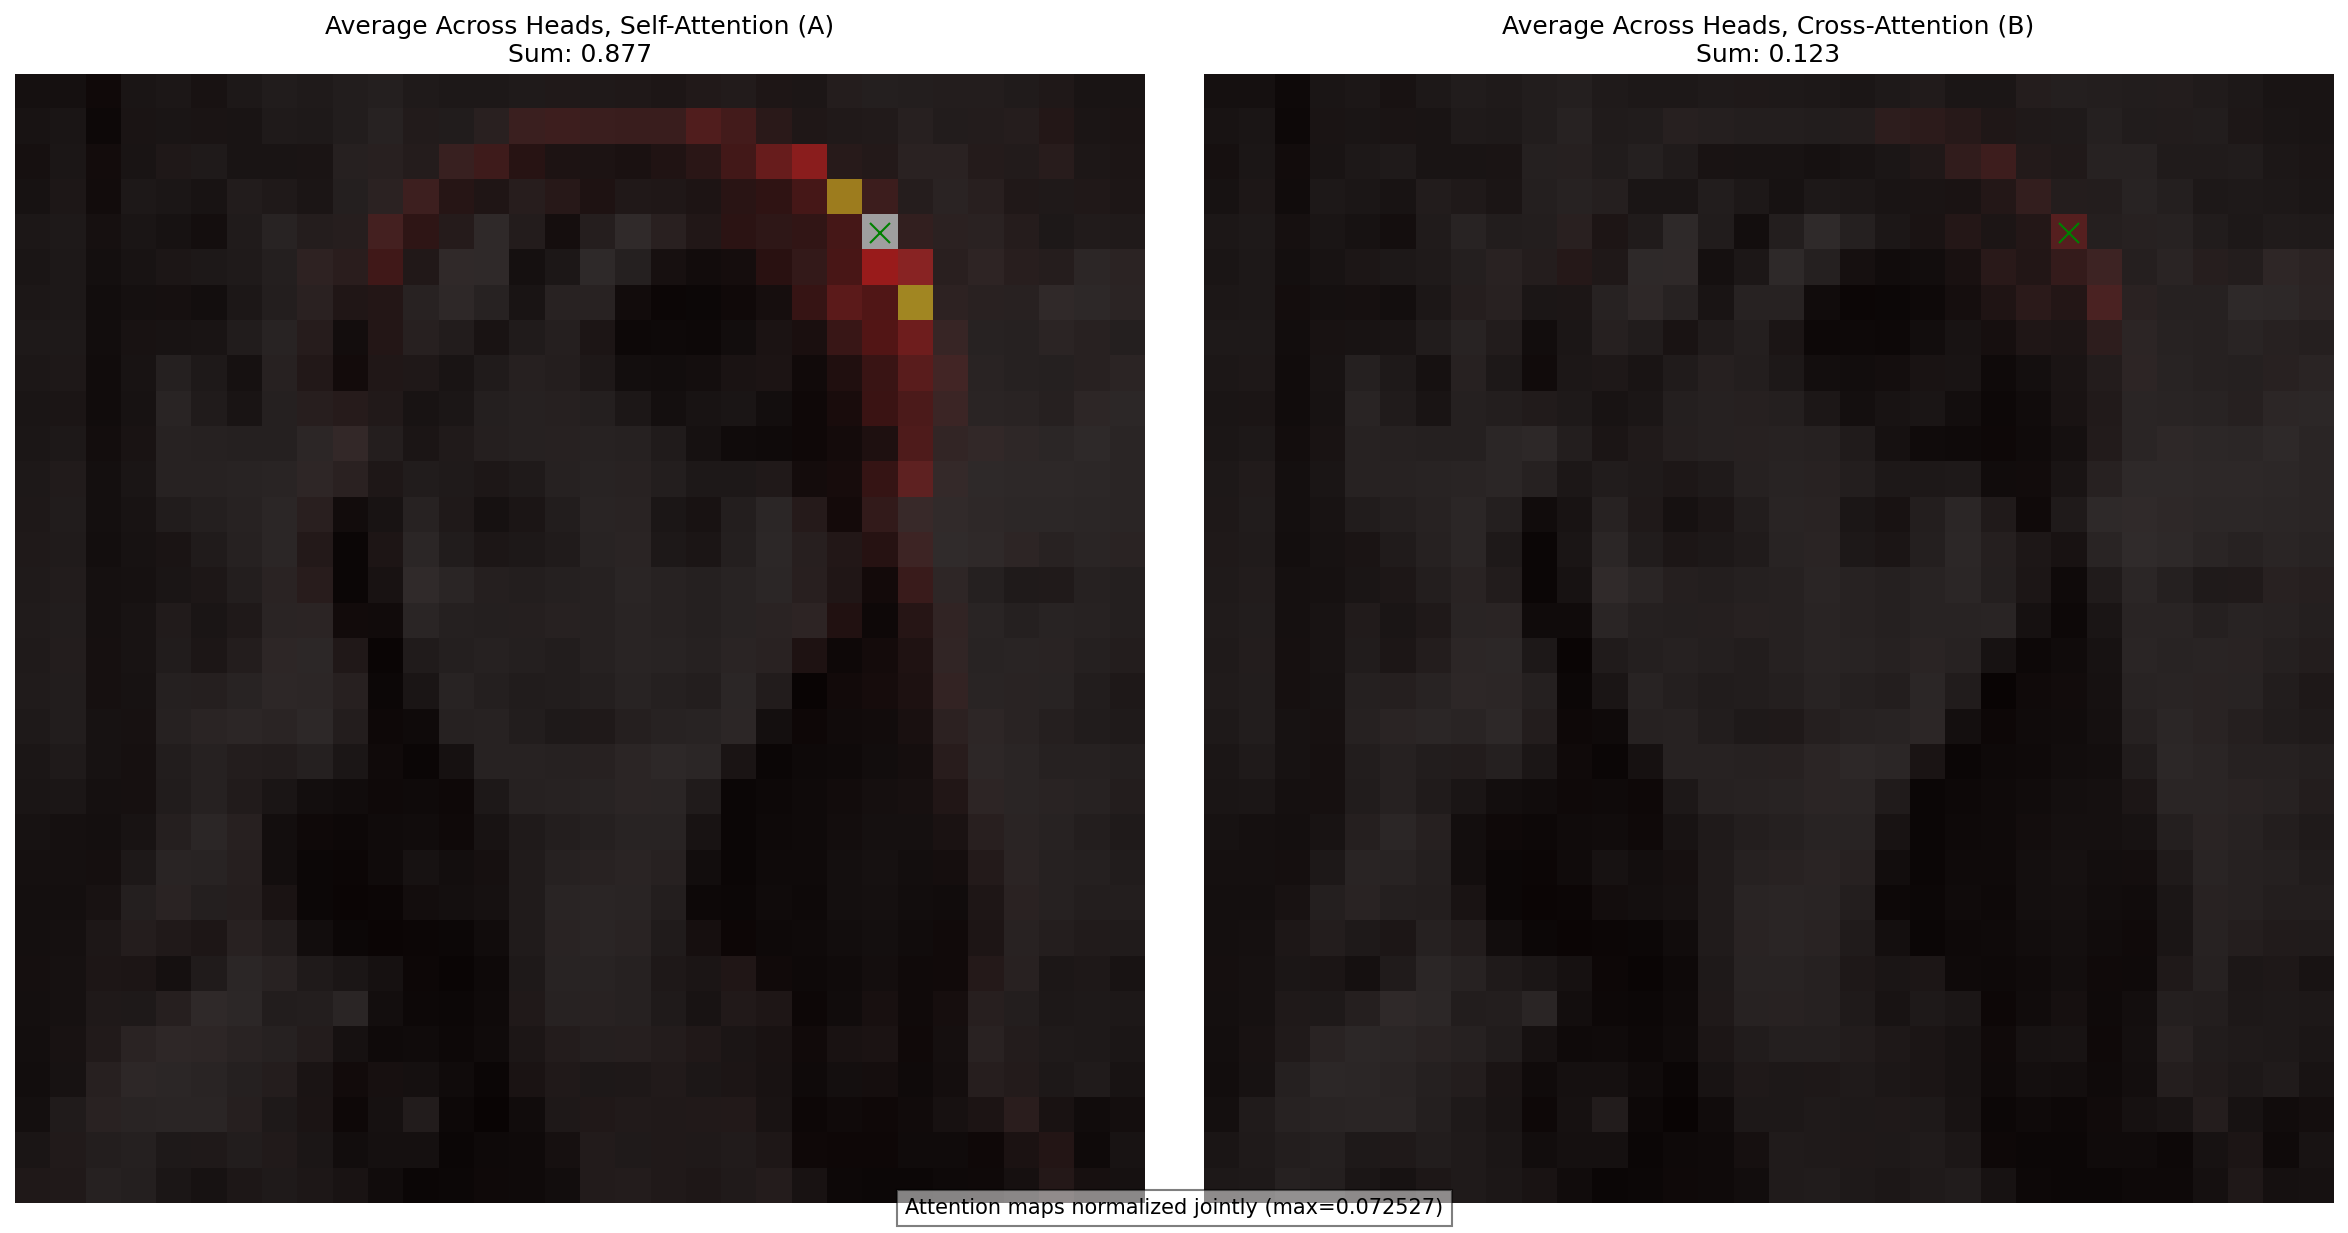 Average Across Heads, Self-Attention (A)
Sum: 0.877
Average Across Heads, Cross-Attention (B)
Sum: 0.123
Attention maps normalized jointly (max=0.072527)